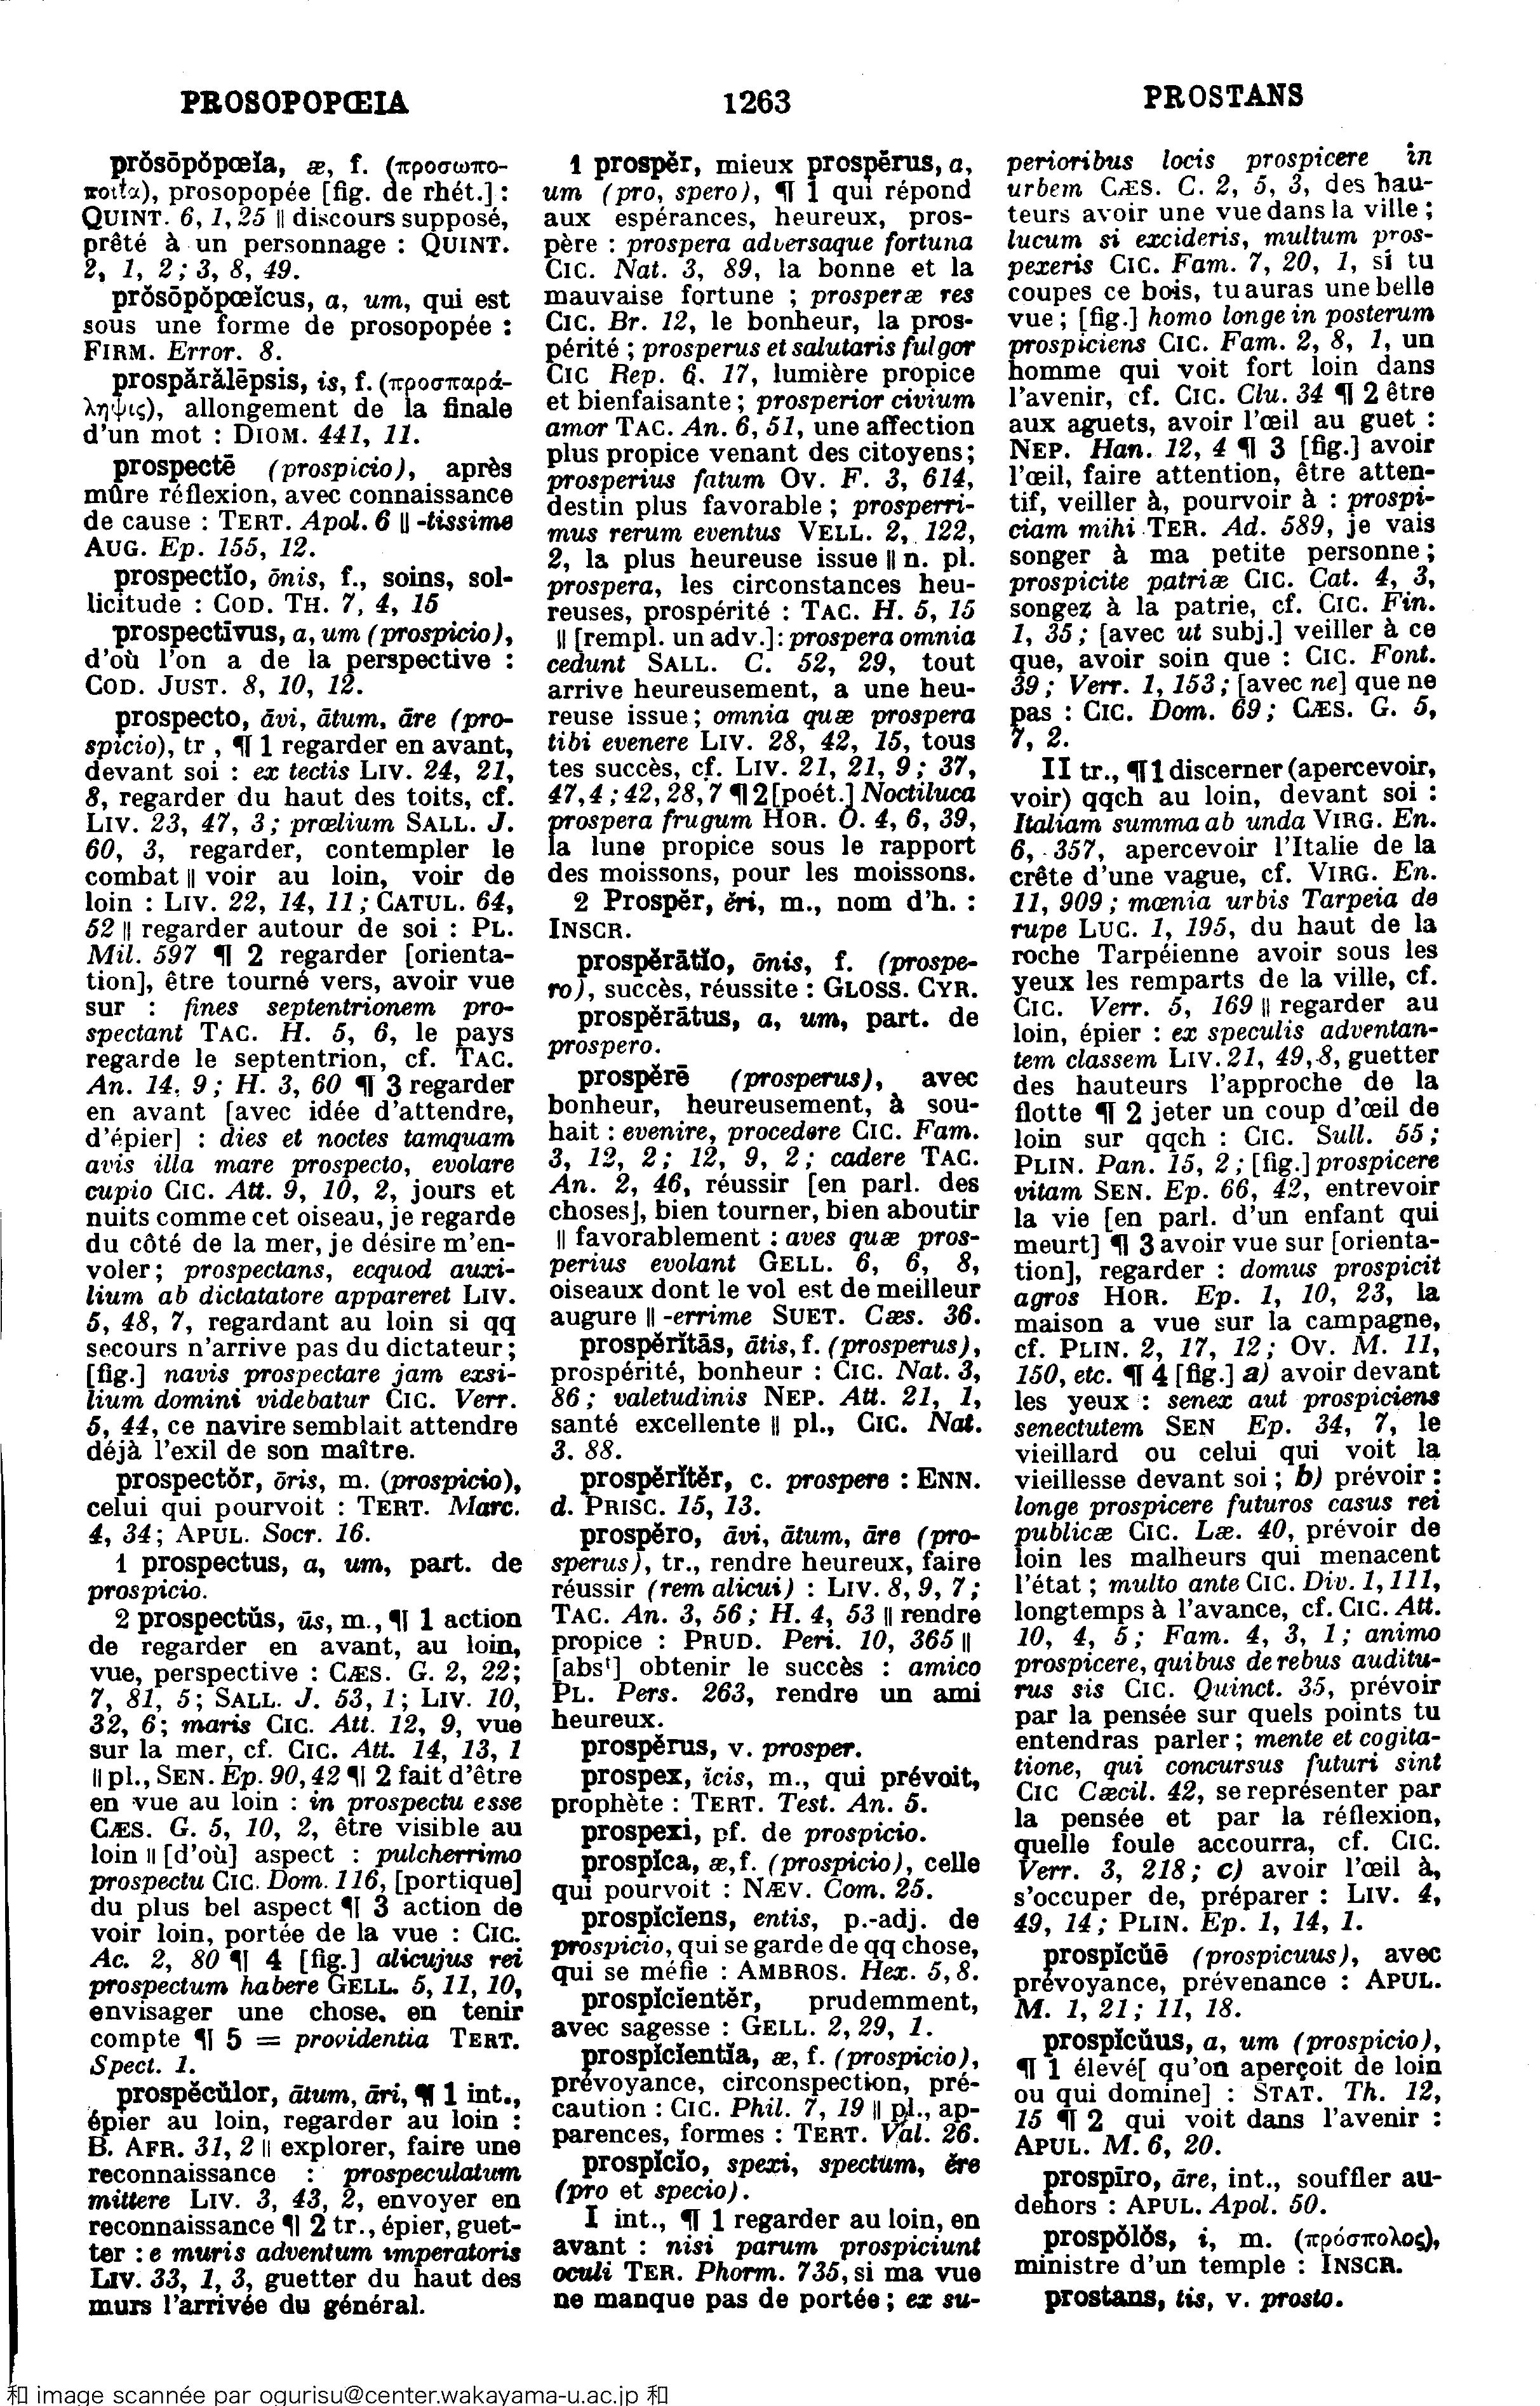 PROSOPOPŒIA
1263
PROSTANS
prŏsōpŏpœĭa, æ, f. (προσωπο-
ποιΐα), prosopopée [fig. de rhét.] :
QUINT. 6, 1, 25 || discours supposé,
prêté à un personnage : QUINT.
2, 1, 2 ; 3, 8, 49.
prŏsōpŏpœĭcus, a, um, qui est
sous une forme de prosopopée :
FIRM. Error. 8.
prospărălēpsis, is, f. (προσπαρά-
ληψις), allongement de la finale
d'un mot : DIOM. 441, 11.
prospectē (prospicio), après
mûre réflexion, avec connaissance
de cause : TERT. Apol. 6 || -tissime
AUG. Ep. 155, 12.
prospectĭo, ōnis, f., soins, sol-
licitude : COD. TH. 7, 4, 15
prospectīvus, a, um (prospicio),
d'où l'on a de la perspective :
COD. JUST. 8, 10, 12.
prospecto, āvi, ātum, āre (pro-
spicio), tr , ¶ 1 regarder en avant,
devant soi : ex tectis LIV. 24, 21,
8, regarder du haut des toits, cf.
LIV. 23, 47, 3 ; prœlium SALL. J.
60, 3, regarder, contempler le
combat || voir au loin, voir de
loin : LIV. 22, 14, 11 ; CATUL. 64,
52 || regarder autour de soi : PL.
Mil. 597 ¶ 2 regarder [orienta-
tion], être tourné vers, avoir vue
sur : fines septentrionem pro-
spectant TAC. H. 5, 6, le pays
regarde le septentrion, cf. TAC.
An. 14, 9 ; H. 3, 60 ¶ 3 regarder
en avant [avec idée d'attendre,
d'épier] : dies et noctes tamquam
avis illa mare prospecto, evolare
cupio CIC. Att. 9, 10, 2, jours et
nuits comme cet oiseau, je regarde
du côté de la mer, je désire m'en-
voler ; prospectans, ecquod auxi-
lium ab dictatatore appareret LIV.
5, 48, 7, regardant au loin si qq
secours n'arrive pas du dictateur ;
[fig.] navis prospectare jam exsi-
lium domini videbatur CIC. Verr.
5, 44, ce navire semblait attendre
déjà l'exil de son maître.
prospectŏr, ōris, m. (prospicio),
celui qui pourvoit : TERT. Marc.
4, 34 ; APUL. Socr. 16.
1 prospectus, a, um, part. de
prospicio.
2 prospectŭs, ūs, m., ¶ 1 action
de regarder en avant, au loin,
vue, perspective : CÆS. G. 2, 22 ;
7, 81, 5 ; SALL. J. 53, 1 ; LIV. 10,
32, 6 ; maris CIC. Att. 12, 9, vue
sur la mer, cf. CIC. Att. 14, 13, 1
|| pl., SEN. Ep. 90, 42 ¶ 2 fait d'être
en vue au loin : in prospectu esse
CÆS. G. 5, 10, 2, être visible au
loin || [d'où] aspect : pulcherrimo
prospectu CIC. Dom. 116, [portique]
du plus bel aspect ¶ 3 action de
voir loin, portée de la vue : CIC.
Ac. 2, 80 ¶ 4 [fig.] alicujus rei
prospectum habere GELL. 5, 11, 10,
envisager une chose, en tenir
compte ¶ 5 = providentia TERT.
Spect. 1.
prospĕcŭlor, ātum, āri, ¶ 1 int.,
épier au loin, regarder au loin :
B. AFR. 31, 2 || explorer, faire une
reconnaissance : prospeculatum
mittere LIV. 3, 43, 2, envoyer en
reconnaissance ¶ 2 tr., épier, guet-
ter : e muris adventum imperatoris
LIV. 33, 1, 3, guetter du haut des
murs l'arrivée du général.
1 prospĕr, mieux prospĕrus, a,
um (pro, spero), ¶ 1 qui répond
aux espérances, heureux, pros-
père : prospera adversaque fortuna
CIC. Nat. 3, 89, la bonne et la
mauvaise fortune ; prosperæ res
CIC. Br. 12, le bonheur, la pros-
périté ; prosperus et salutaris fulgor
CIC Rep. 6. 17, lumière propice
et bienfaisante ; prosperior civium
amor TAC. An. 6, 51, une affection
plus propice venant des citoyens ;
prosperius fatum OV. F. 3, 614,
destin plus favorable ; prosperri-
mus rerum eventus VELL. 2, 122,
2, la plus heureuse issue || n. pl.
prospera, les circonstances heu-
reuses, prospérité : TAC. H. 5, 15
|| [rempl. un adv.] : prospera omnia
cedunt SALL. C. 52, 29, tout
arrive heureusement, a une heu-
reuse issue ; omnia quæ prospera
tibi evenere LIV. 28, 42, 15, tous
tes succès, cf. LIV. 21, 21, 9 ; 37,
47, 4 ; 42, 28, 7 ¶ 2 [poét.] Noctiluca
prospera frugum HOR. O. 4, 6, 39,
la lune propice sous le rapport
des moissons, pour les moissons.
2 Prospĕr, ĕri, m., nom d'h. :
INSCR.
prospĕrātĭo, ōnis, f. (prospe-
ro), succès, réussite : GLOSS. CYR.
prospĕrātus, a, um, part. de
prospero.
prospĕrē (prosperus), avec
bonheur, heureusement, à sou-
hait : evenire, procedere CIC. Fam.
3, 12, 2 ; 12, 9, 2 ; cadere TAC.
An. 2, 46, réussir [en parl. des
choses], bien tourner, bien aboutir
|| favorablement : aves quæ pros-
perius evolant GELL. 6, 6, 8,
oiseaux dont le vol est de meilleur
augure || -errime SUET. Cæs. 36.
prospĕrĭtās, ātis, f. (prosperus),
prospérité, bonheur : CIC. Nat. 3,
86 ; valetudinis NEP. Att. 21, 1,
santé excellente || pl., CIC. Nat.
3. 88.
prospĕrĭtĕr, c. prospere : ENN.
d. PRISC. 15, 13.
prospĕro, āvi, ātum, āre (pro-
sperus), tr., rendre heureux, faire
réussir (rem alicui) : LIV. 8, 9, 7 ;
TAC. An. 3, 56 ; H. 4, 53 || rendre
propice : PRUD. Peri. 10, 365 ||
[absᵗ] obtenir le succès : amico
PL. Pers. 263, rendre un ami
heureux.
prospĕrus, v. prosper.
prospex, ĭcis, m., qui prévoit,
prophète : TERT. Test. An. 5.
prospexi, pf. de prospicio.
prospĭca, æ, f. (prospicio), celle
qui pourvoit : NÆV. Com. 25.
prospĭcĭens, entis, p.-adj. de
prospicio, qui se garde de qq chose,
qui se méfie : AMBROS. Hex. 5, 8.
prospĭcĭentĕr, prudemment,
avec sagesse : GELL. 2, 29, 1.
prospĭcĭentĭa, æ, f. (prospicio),
prévoyance, circonspection, pré-
caution : CIC. Phil. 7, 19 || pl., ap-
parences, formes : TERT. Val. 26.
prospĭcĭo, spexi, spectum, ĕre
(pro et specio).
I int., ¶ 1 regarder au loin, en
avant : nisi parum prospiciunt
oculi TER. Phorm. 735, si ma vue
ne manque pas de portée ; ex su-
perioribus locis prospicere in
urbem CÆS. C. 2, 5, 3, des hau-
teurs avoir une vue dans la ville ;
lucum si excideris, multum pros-
pexeris CIC. Fam. 7, 20, 1, si tu
coupes ce bois, tu auras une belle
vue ; [fig.] homo longe in posterum
prospiciens CIC. Fam. 2, 8, 1, un
homme qui voit fort loin dans
l'avenir, cf. CIC. Clu. 34 ¶ 2 être
aux aguets, avoir l'œil au guet :
NEP. Han. 12, 4 ¶ 3 [fig.] avoir
l'œil, faire attention, être atten-
tif, veiller à, pourvoir à : prospi-
ciam mihi TER. Ad. 589, je vais
songer à ma petite personne ;
prospicite patriæ CIC. Cat. 4, 3,
songez à la patrie, cf. CIC. Fin.
1, 35 ; [avec ut subj.] veiller à ce
que, avoir soin que : CIC. Font.
39 ; Verr. 1, 153 ; [avec ne] que ne
pas : CIC. Dom. 69 ; CÆS. G. 5,
7, 2.
II tr., ¶ 1 discerner (apercevoir,
voir) qqch au loin, devant soi :
Italiam summa ab unda VIRG. En.
6, 357, apercevoir l'Italie de la
crête d'une vague, cf. VIRG. En.
11, 909 ; mœnia urbis Tarpeia de
rupe LUC. 1, 195, du haut de la
roche Tarpéienne avoir sous les
yeux les remparts de la ville, cf.
CIC. Verr. 5, 169 || regarder au
loin, épier : ex speculis adventan-
tem classem LIV. 21, 49, 8, guetter
des hauteurs l'approche de la
flotte ¶ 2 jeter un coup d'œil de
loin sur qqch : CIC. Sull. 55 ;
PLIN. Pan. 15, 2 ; [fig.] prospicere
vitam SEN. Ep. 66, 42, entrevoir
la vie [en parl. d'un enfant qui
meurt] ¶ 3 avoir vue sur [orienta-
tion], regarder : domus prospicit
agros HOR. Ep. 1, 10, 23, la
maison a vue sur la campagne,
cf. PLIN. 2, 17, 12 ; OV. M. 11,
150, etc. ¶ 4 [fig.] a) avoir devant
les yeux : senex aut prospiciens
senectutem SEN Ep. 34, 7, le
vieillard ou celui qui voit la
vieillesse devant soi ; b) prévoir :
longe prospicere futuros casus rei
publicæ CIC. Læ. 40, prévoir de
loin les malheurs qui menacent
l'état ; multo ante CIC. Div. 1, 111,
longtemps à l'avance, cf. CIC. Att.
10, 4, 5 ; Fam. 4, 3, 1 ; animo
prospicere, quibus de rebus auditu-
rus sis CIC. Quinct. 35, prévoir
par la pensée sur quels points tu
entendras parler ; mente et cogita-
tione, qui concursus futuri sint
CIC Cæcil. 42, se représenter par
la pensée et par la réflexion,
quelle foule accourra, cf. CIC.
Verr. 3, 218 ; c) avoir l'œil à,
s'occuper de, préparer : LIV. 4,
49, 14 ; PLIN. Ep. 1, 14, 1.
prospĭcŭē (prospicuus), avec
prévoyance, prévenance : APUL.
M. 1, 21 ; 11, 18.
prospĭcŭus, a, um (prospicio),
¶ 1 élevé[ qu'on aperçoit de loin
ou qui domine] : STAT. Th. 12,
15 ¶ 2 qui voit dans l'avenir :
APUL. M. 6, 20.
prospīro, āre, int., souffler au-
dehors : APUL. Apol. 50.
prospŏlŏs, i, m. (πρόσπολος),
ministre d'un temple : INSCR.
prostans, tis, v. prosto.
和 image scannée par ogurisu@center.wakayama-u.ac.jp 和